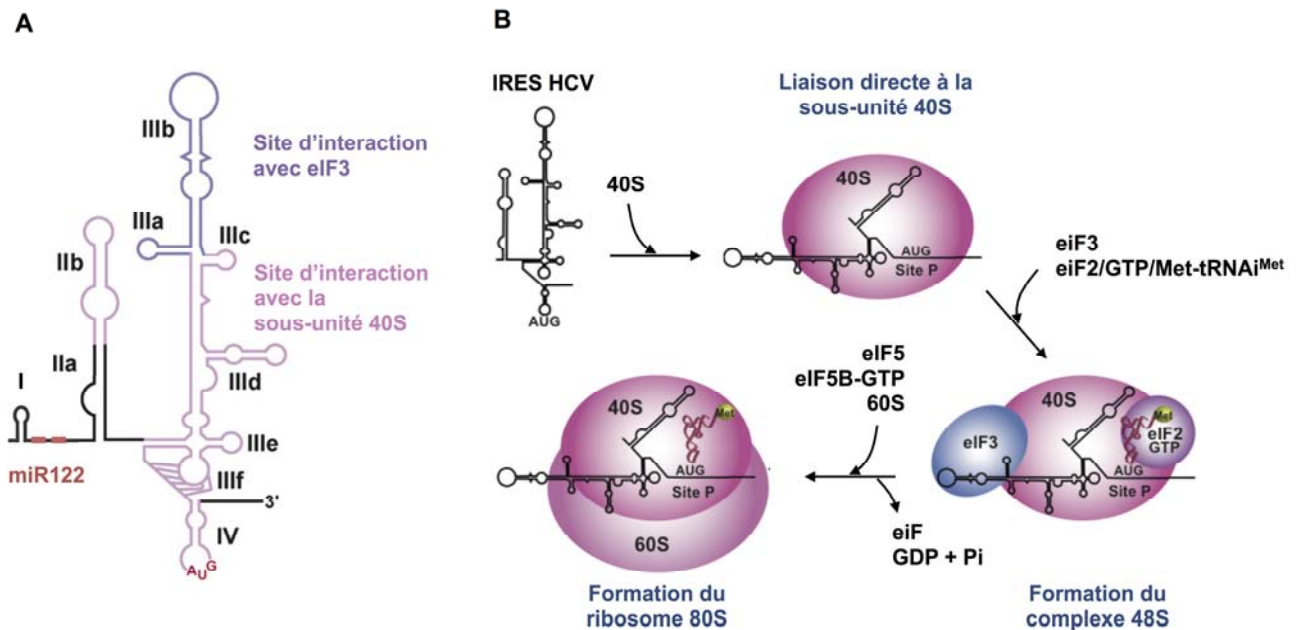 A
IIIb
Site d'interaction
avec eIF3
IIIa
IIIc
IIb
Site d'interaction
avec la
sous-unité 40S
IIa
I
IIId
IIIe
miR122
IIIf
3'
IV
AUG
B
IRES HCV
AUG
40S
Liaison directe à la
sous-unité 40S
40S
AUG
Site P
eiF3
eiF2/GTP/Met-tRNAiMet
40S
Met
eIF3
eIF2
GTP
AUG
Site P
Formation du
complexe 48S
eIF5
eIF5B-GTP
60S
eiF
GDP + Pi
40S
Met
AUG
Site P
60S
Formation du
ribosome 80S